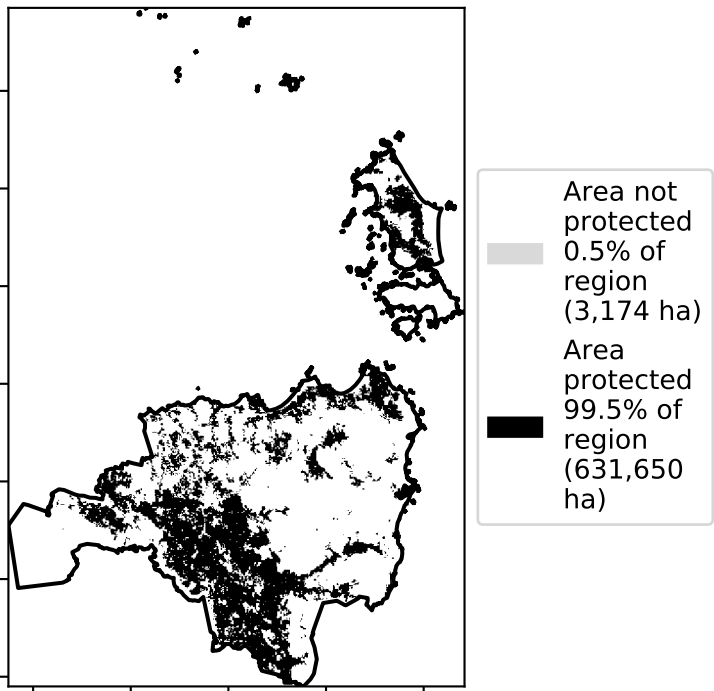 Area not
protected
0.5% of
region
(3,174 ha)
Area
protected
99.5% of
region
(631,650
ha)